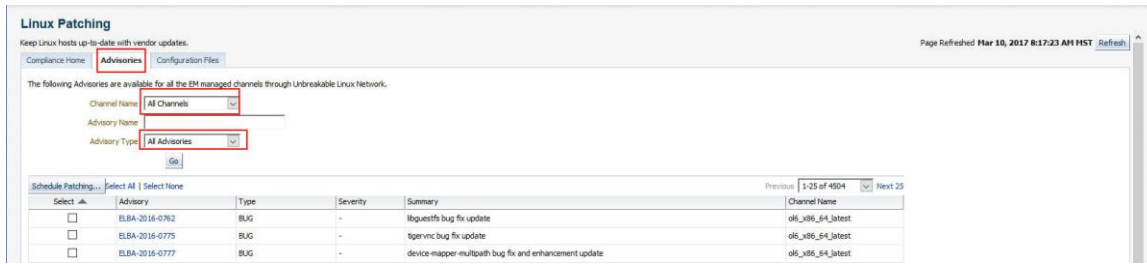 Linux Patching
Keep Linux hosts up-to-date with vendor updates.
Page Refreshed Mar 10, 2017 8:17:23 AM MST Refresh
Compliance Home Advisories Configuration Files
The following Advisories are available for all the EM managed channels through Unbreakable Linux Network.
Channel Name All Channels
Advisory Name
Advisory Type All Advisories
Go
Schedule Patching... Select All | Select None Previous 1-25 of 4504 Next 25
Select Advisory Type Severity Summary Channel Name
ELBA-2016-0762 BUG - libguestfs bug fix update ol6_x86_64_latest
ELBA-2016-0775 BUG - tigervnc bug fix update ol6_x86_64_latest
ELBA-2016-0777 BUG - device-mapper-multipath bug fix and enhancement update ol6_x86_64_latest